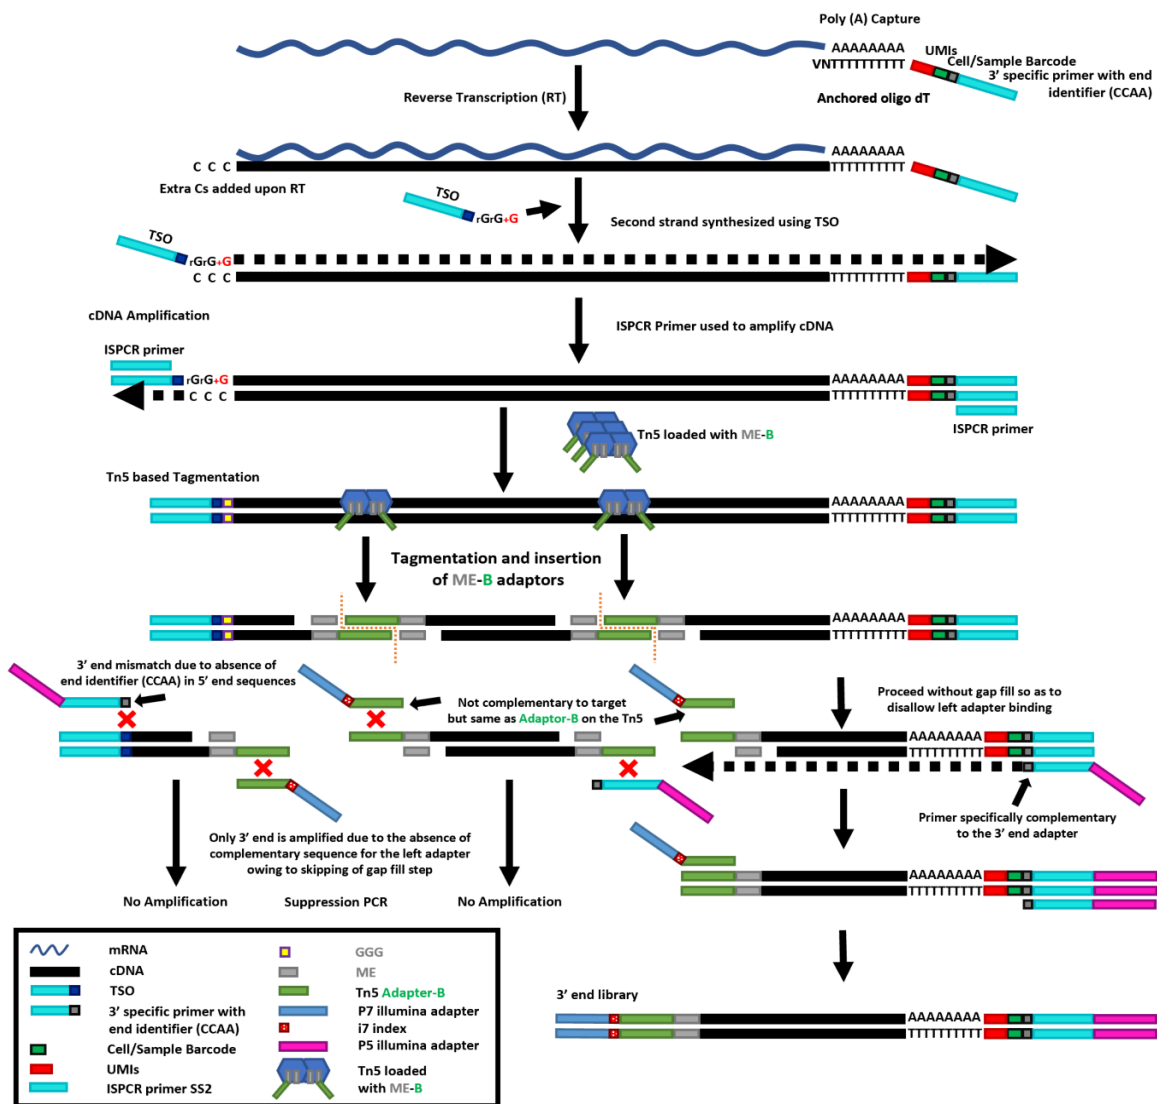 Poly (A) Capture
AAAAAAAA
UMIs
VNTTTTTTTTT
Cell/Sample Barcode
3' specific primer with end
identifier (CCAA)
Reverse Transcription (RT)
Anchored oligo dT
AAAAAAAA
C C C
TTTTTTTTT
Extra Cs added upon RT
TSO
rGrG+G
Second strand synthesized using TSO
TSO
rGrG+G
C C C
TTTTTTTTT
cDNA Amplification
ISPCR Primer used to amplify cDNA
ISPCR primer
rGrG+G
AAAAAAAA
C C C
TTTTTTTTT
ISPCR primer
Tn5 loaded with ME-B
Tn5 based Tagmentation
AAAAAAAA
TTTTTTTTT
Tagmentation and insertion
of ME-B adaptors
AAAAAAAA
TTTTTTTTT
3' end mismatch due to absence of
end identifier (CCAA) in 5' end sequences
Not complementary to target
but same as Adaptor-B on the Tn5
Proceed without gap fill so as to
disallow left adapter binding
AAAAAAAA
TTTTTTTTT
Primer specifically complementary
to the 3' end adapter
Only 3' end is amplified due to the absence of
complementary sequence for the left adapter
owing to skipping of gap fill step
AAAAAAAA
TTTTTTTTT
No Amplification
Suppression PCR
No Amplification
mRNA
cDNA
TSO
3' specific primer with
end identifier (CCAA)
Cell/Sample Barcode
UMIs
ISPCR primer SS2
GGG
ME
Tn5 Adapter-B
P7 illumina adapter
i7 index
P5 illumina adapter
Tn5 loaded
with ME-B
3' end library
AAAAAAAA
TTTTTTTTT